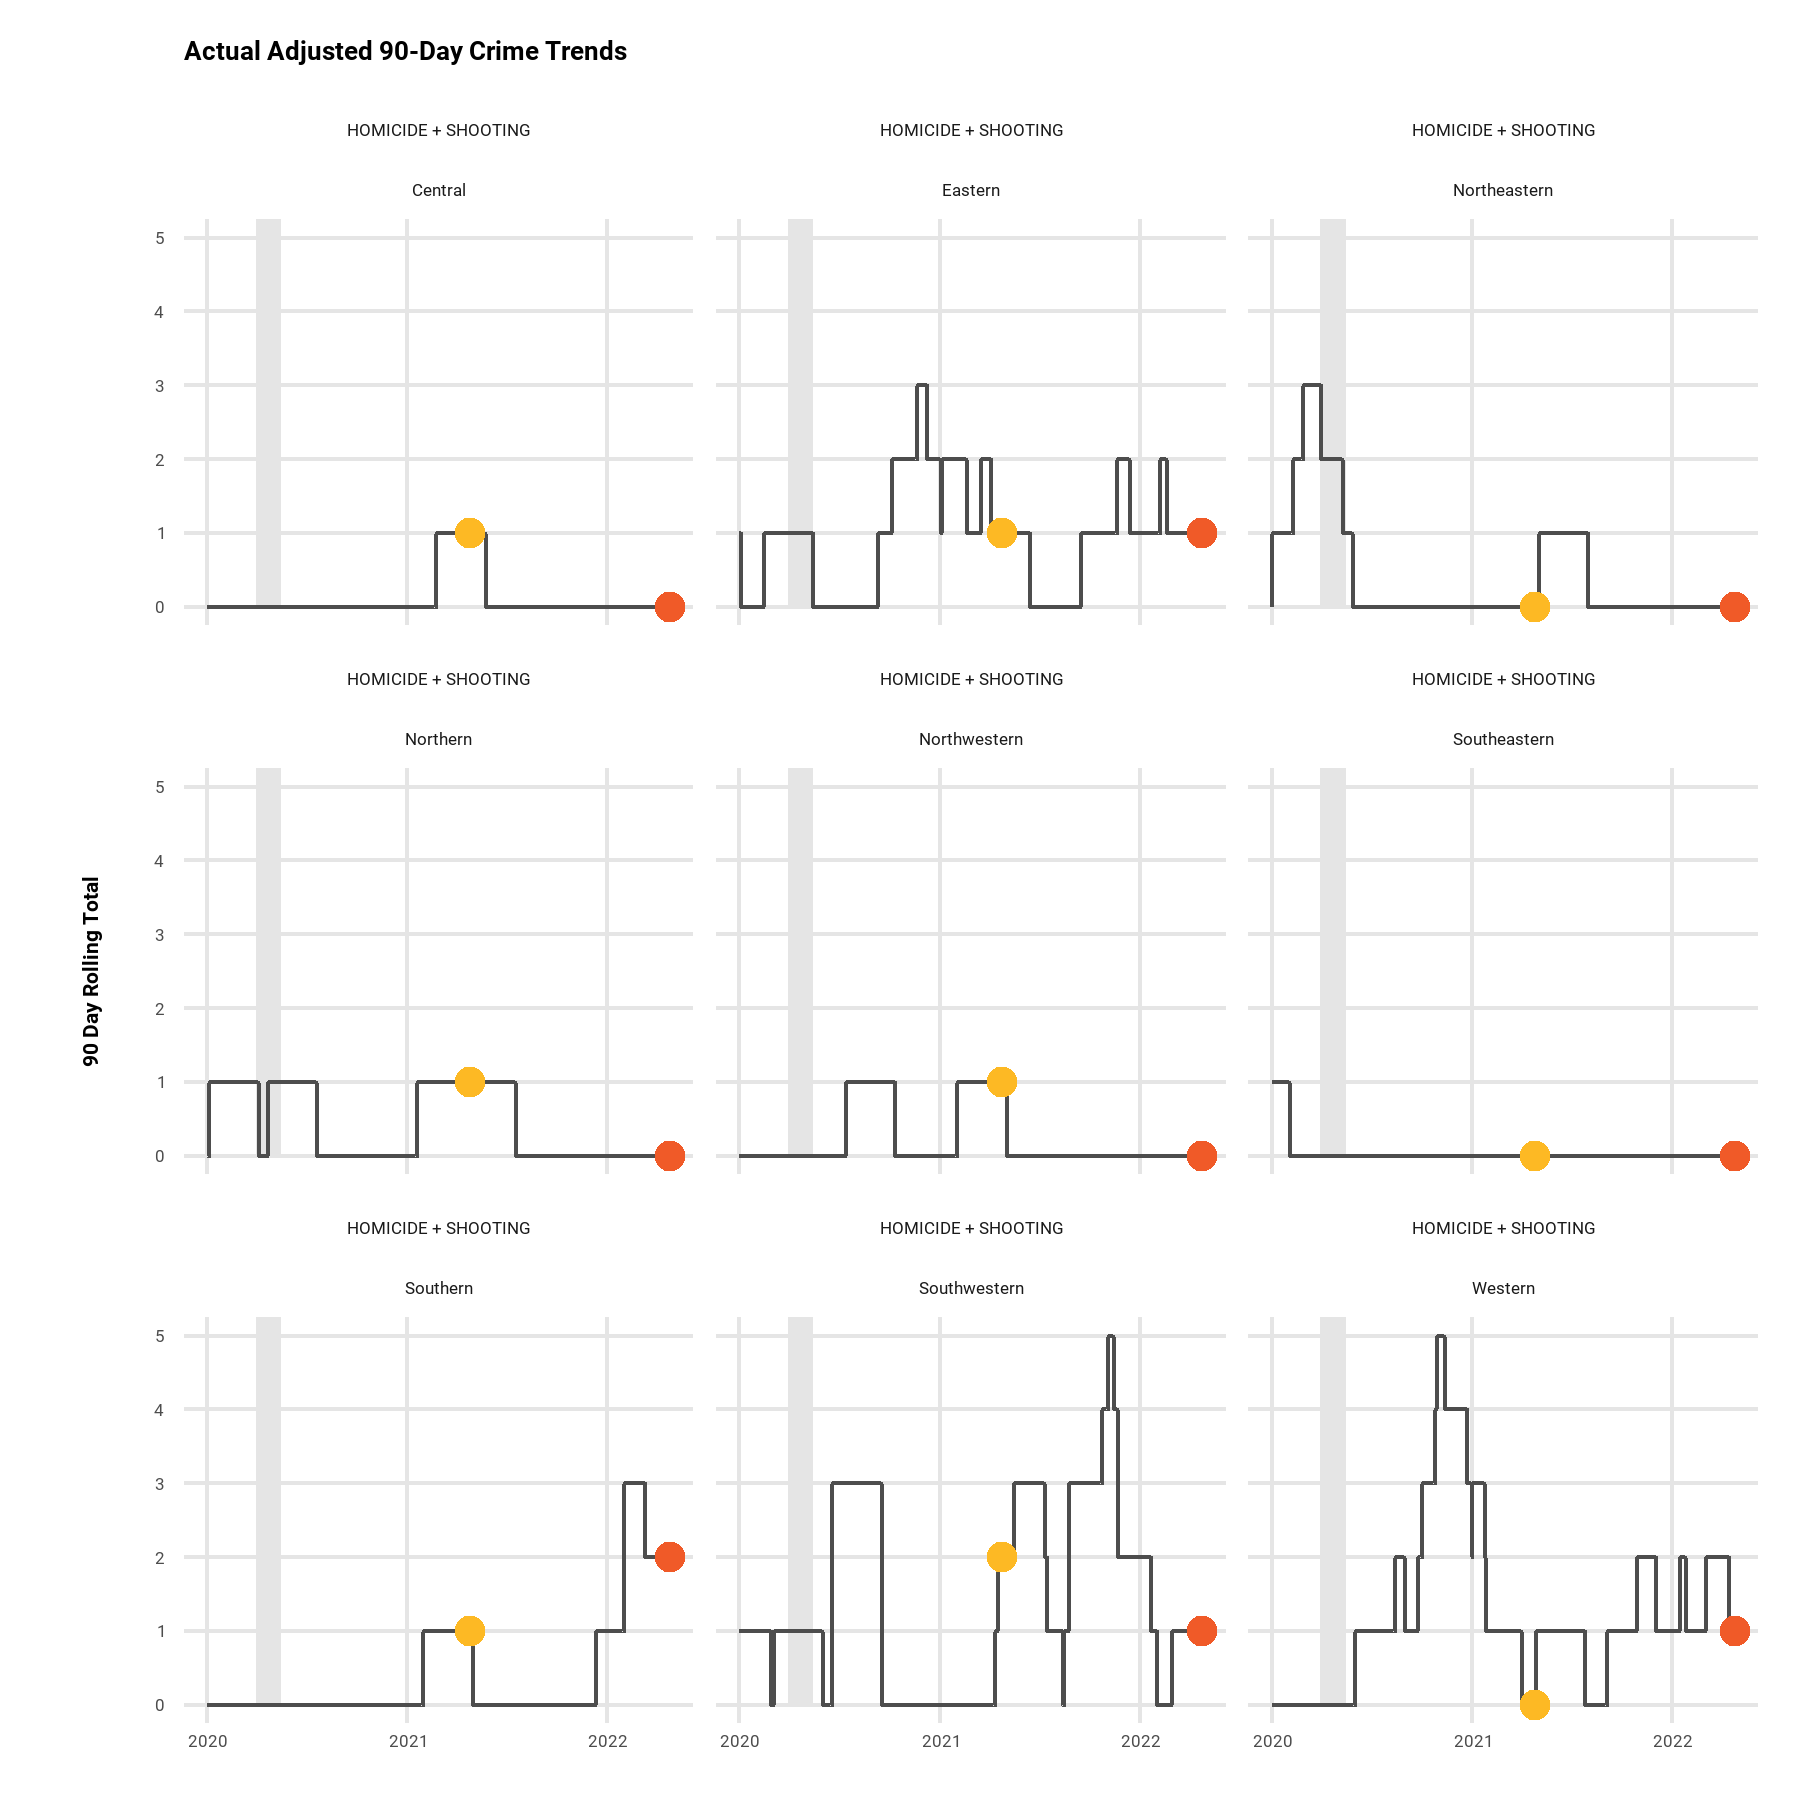 Actual Adjusted 90-Day Crime Trends
HOMICIDE + SHOOTING
HOMICIDE + SHOOTING
HOMICIDE + SHOOTING
Central
Eastern
Northeastern
5
4
3
2
1
0
HOMICIDE + SHOOTING
HOMICIDE + SHOOTING
HOMICIDE + SHOOTING
Northern
Northwestern
Southeastern
90 Day Rolling Total
5
4
3
2
1
0
HOMICIDE + SHOOTING
HOMICIDE + SHOOTING
HOMICIDE + SHOOTING
Southern
Southwestern
Western
5
4
3
2
1
0
2020
2021
2022
2020
2021
2022
2020
2021
2022